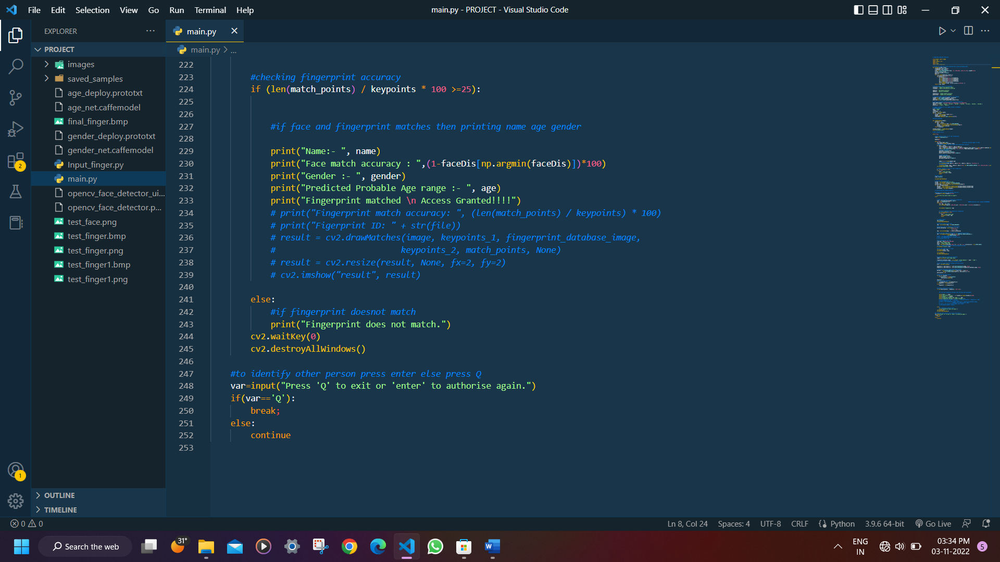 File Edit Selection View Go Run Terminal Help
main.py - PROJECT - Visual Studio Code
EXPLORER
main.py
PROJECT
main.py > ...
images
saved_samples
age_deploy.prototxt
age_net.caffemodel
final_finger.bmp
gender_deploy.prototxt
gender_net.caffemodel
Input_finger.py
main.py
opencv_face_detector_ui...
opencv_face_detector.p...
test_face.png
test_finger.bmp
test_finger.png
test_finger1.bmp
test_finger1.png
2
1
OUTLINE
TIMELINE
222
223 #checking fingerprint accuracy
224 if (len(match_points) / keypoints * 100 >=25):
225
226
227 #if face and fingerprint matches then printing name age gender
228
229 print("Name:- ", name)
230 print("Face match accuracy : ",(1-faceDis[np.argmin(faceDis)])*100)
231 print("Gender :- ", gender)
232 print("Predicted Probable Age range :- ", age)
233 print("Fingerprint matched \n Access Granted!!!!")
234 # print("Fingerprint match accuracy: ", (len(match_points) / keypoints) * 100)
235 # print("Figerprint ID: " + str(file))
236 # result = cv2.drawMatches(image, keypoints_1, fingerprint_database_image,
237 # keypoints_2, match_points, None)
238 # result = cv2.resize(result, None, fx=2, fy=2)
239 # cv2.imshow("result", result)
240
241 else:
242 #if fingerprint doesnot match
243 print("Fingerprint does not match.")
244 cv2.waitKey(0)
245 cv2.destroyAllWindows()
246
247 #to identify other person press enter else press Q
248 var=input("Press 'Q' to exit or 'enter' to authorise again.")
249 if(var=='Q'):
250 break;
251 else:
252 continue
253
0 0
Ln 8, Col 24 Spaces: 4 UTF-8 CRLF Python 3.9.6 64-bit Go Live
Search the web
31°
ENG
IN
03:34 PM
03-11-2022
5